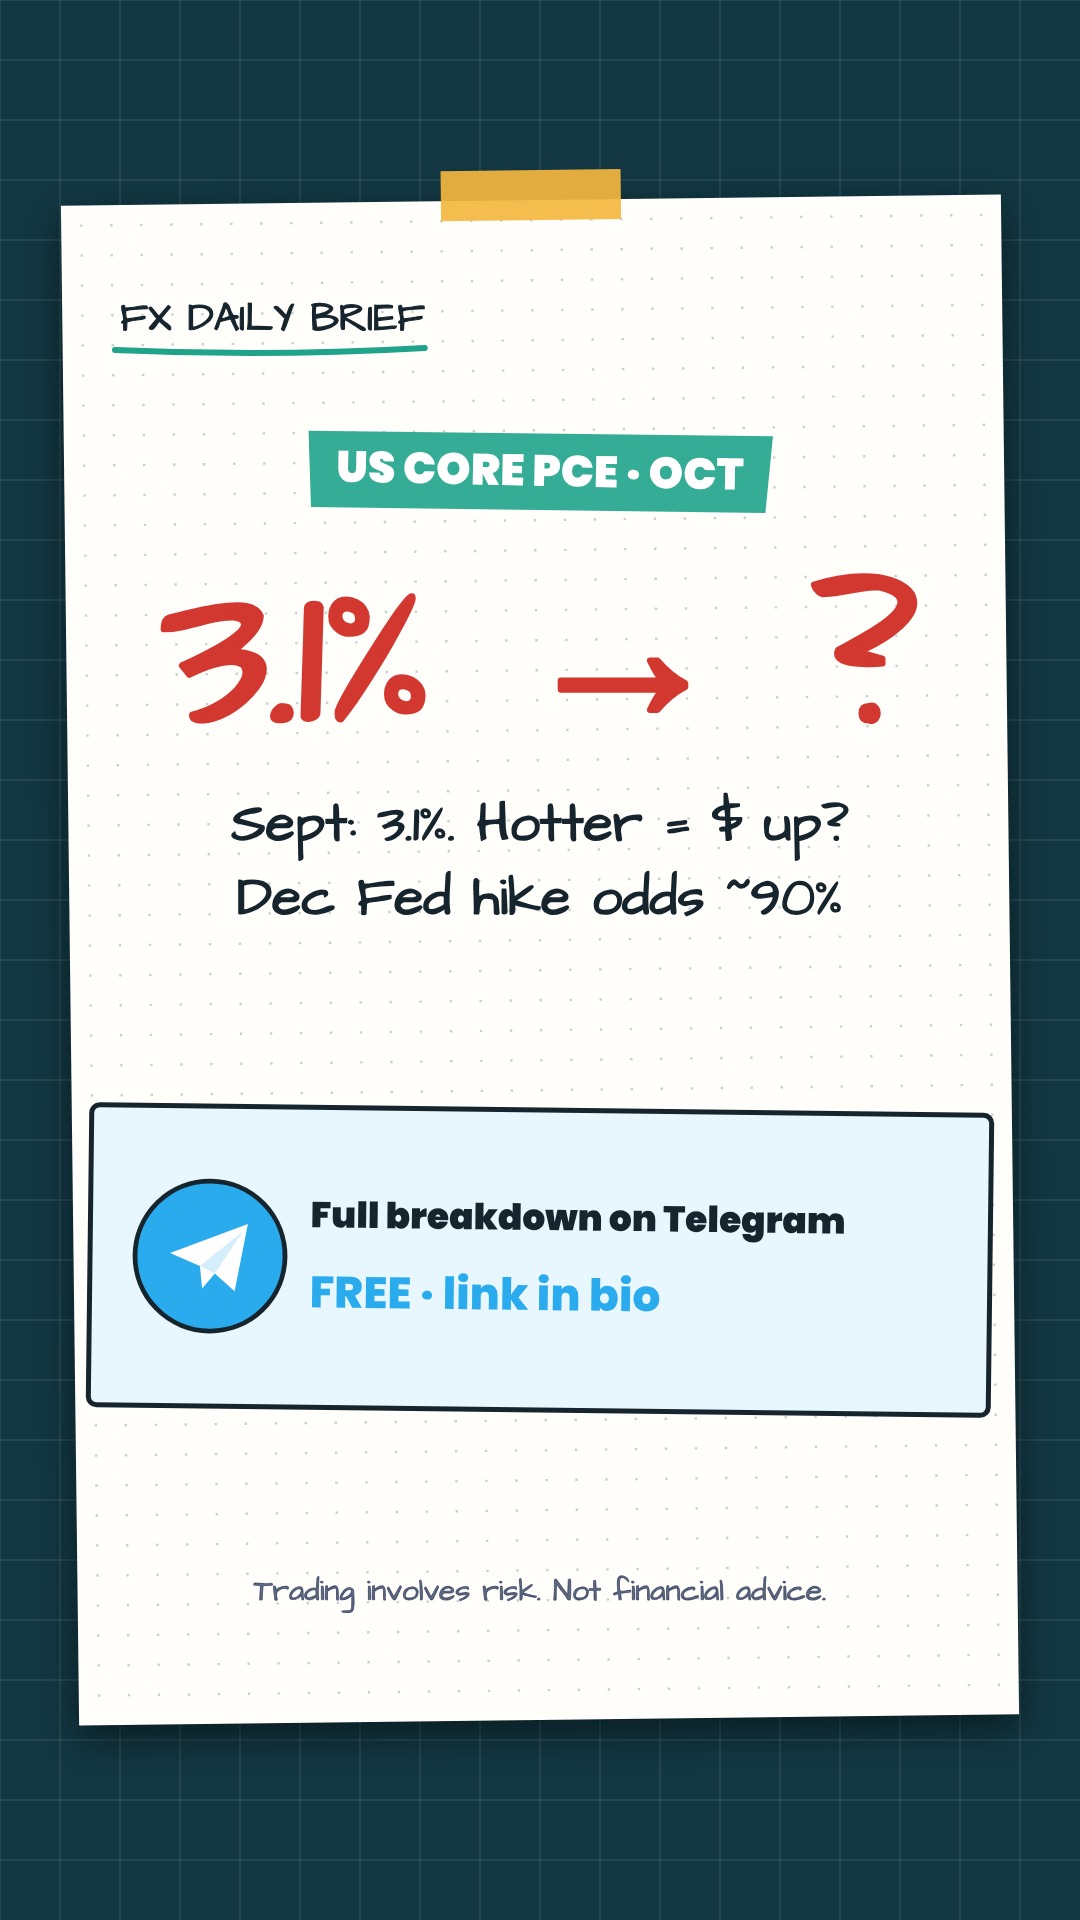 FX DAILY BRIEF
US CORE PCE · OCT
3.1% → ?
Sept: 3.1%. Hotter = $ up?
Dec Fed hike odds ~90%
Full breakdown on Telegram
FREE · link in bio
Trading involves risk. Not financial advice.